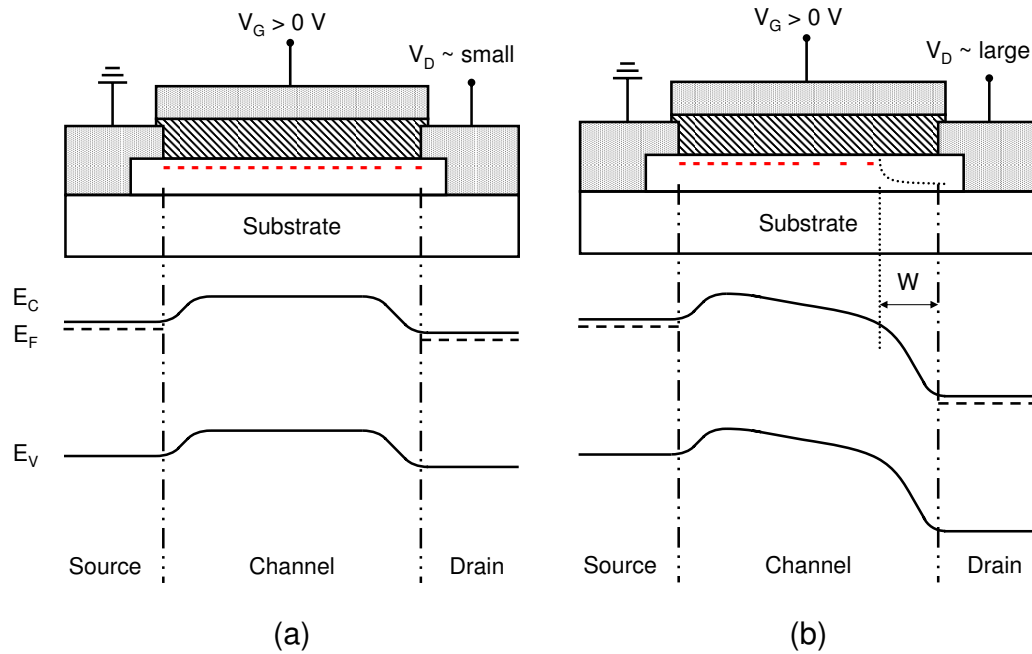 V_G > 0 V
V_D ~ small
Substrate
E_C
E_F
E_V
Source Channel Drain
(a)
V_G > 0 V
V_D ~ large
Substrate
W
Source Channel Drain
(b)